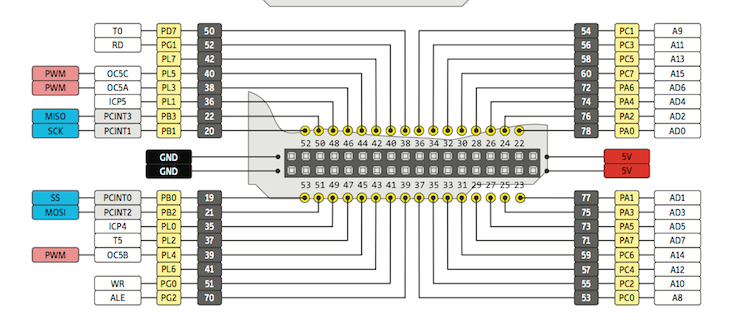 T0 PD7 50 54 PC1 A9
RD PG1 52 56 PC3 A11
PL7 42 58 PC5 A13
PWM OC5C PL5 40 60 PC7 A15
PWM OC5A PL3 38 72 PA6 AD6
ICP5 PL1 36 74 PA4 AD4
MISO PCINT3 PB3 22 76 PA2 AD2
SCK PCINT1 PB1 20 78 PA0 AD0
52 50 48 46 44 42 40 38 36 34 32 30 28 26 24 22
GND 5V
GND 5V
53 51 49 47 45 43 41 39 37 35 33 31 29 27 25 23
SS PCINT0 PB0 19 77 PA1 AD1
MOSI PCINT2 PB2 21 75 PA3 AD3
ICP4 PL0 35 73 PA5 AD5
T5 PL2 37 71 PA7 AD7
PWM OC5B PL4 39 59 PC6 A14
PL6 41 57 PC4 A12
WR PG0 51 55 PC2 A10
ALE PG2 70 53 PC0 A8